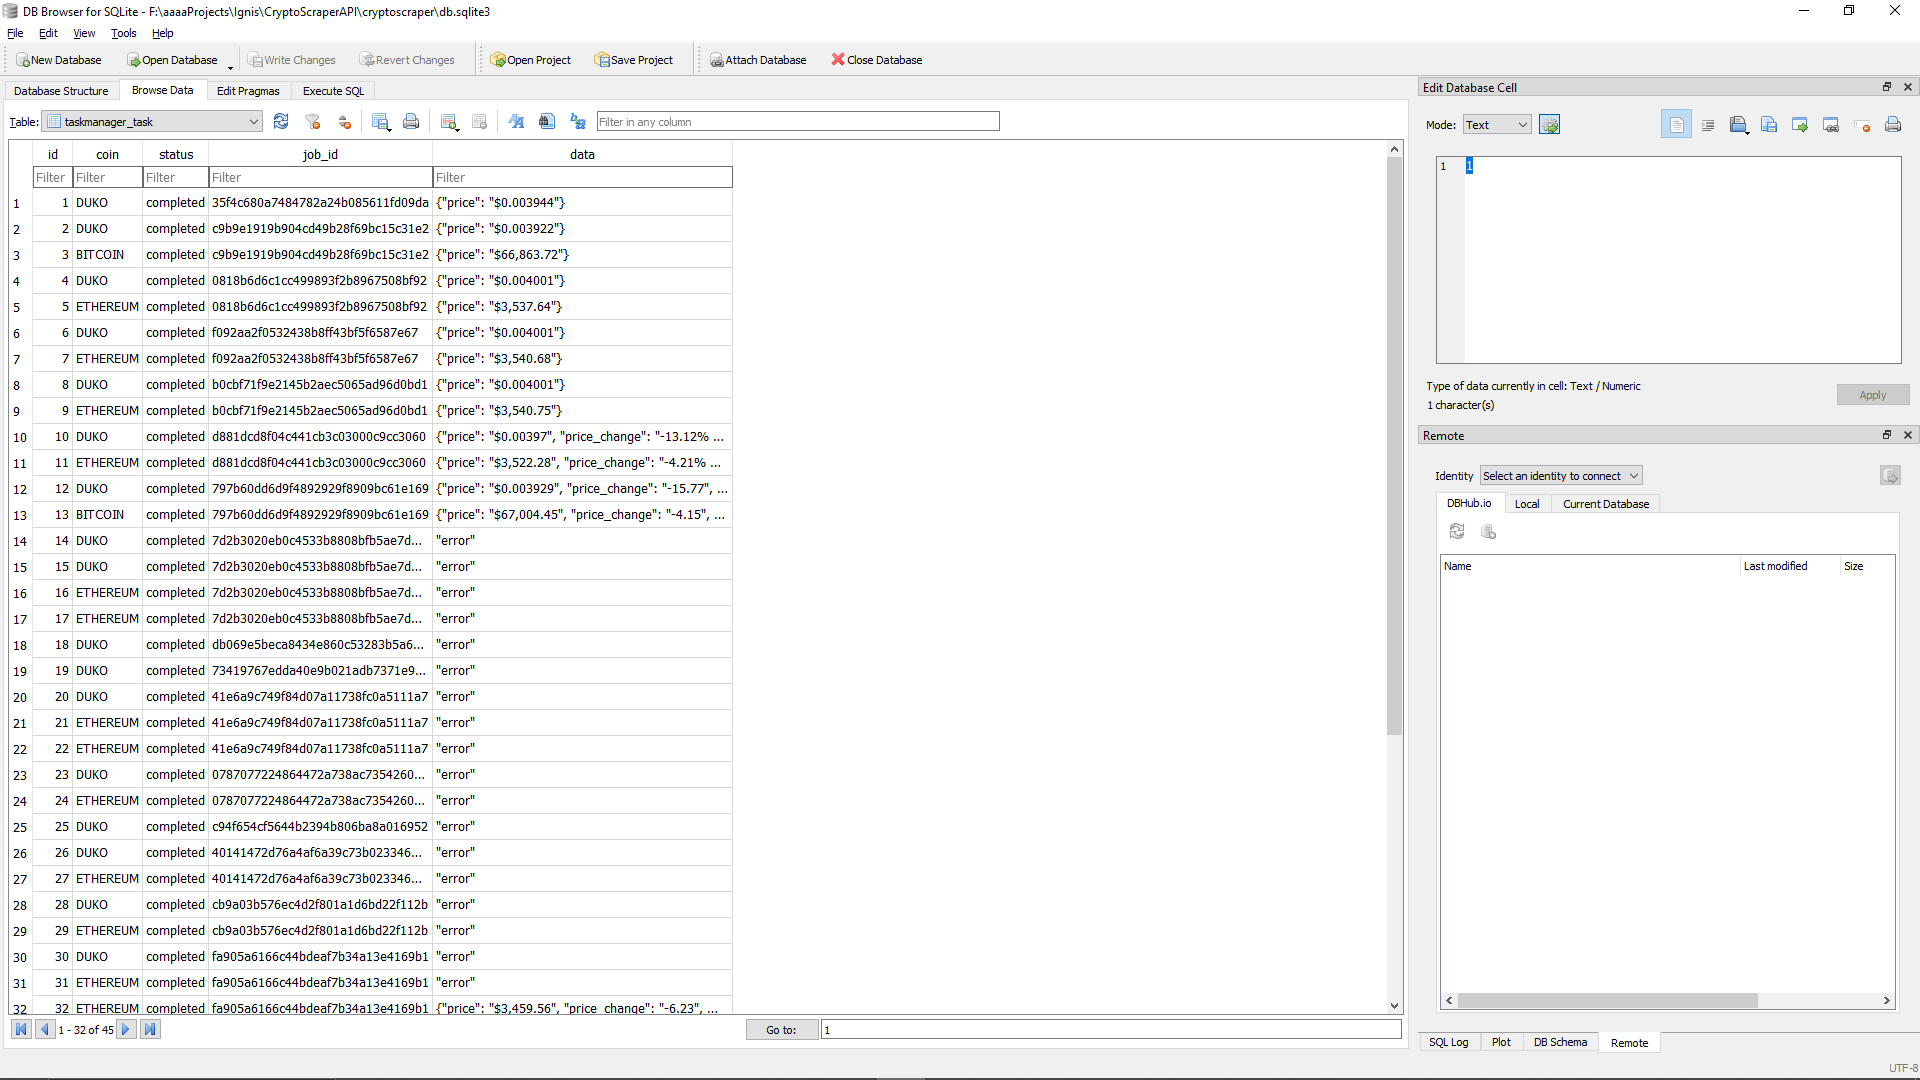 DB Browser for SQLite - F:\aaaaProjects\Ignis\CryptoScraperAPI\cryptoscraper\db.sqlite3
File Edit View Tools Help
New Database Open Database Write Changes Revert Changes Open Project Save Project Attach Database Close Database
Database Structure Browse Data Edit Pragmas Execute SQL
Table: taskmanager_task Filter in any column
id coin status job_id data
Filter Filter Filter Filter Filter
1 1 DUKO completed 35f4c680a7484782a24b085611fd09da {"price": "$0.003944"}
2 2 DUKO completed c9b9e1919b904cd49b28f69bc15c31e2 {"price": "$0.003922"}
3 3 BITCOIN completed c9b9e1919b904cd49b28f69bc15c31e2 {"price": "$66,863.72"}
4 4 DUKO completed 0818b6d6c1cc499893f2b8967508bf92 {"price": "$0.004001"}
5 5 ETHEREUM completed 0818b6d6c1cc499893f2b8967508bf92 {"price": "$3,537.64"}
6 6 DUKO completed f092aa2f0532438b8ff43bf5f6587e67 {"price": "$0.004001"}
7 7 ETHEREUM completed f092aa2f0532438b8ff43bf5f6587e67 {"price": "$3,540.68"}
8 8 DUKO completed b0cbf71f9e2145b2aec5065ad96d0bd1 {"price": "$0.004001"}
9 9 ETHEREUM completed b0cbf71f9e2145b2aec5065ad96d0bd1 {"price": "$3,540.75"}
10 10 DUKO completed d881dcd8f04c441cb3c03000c9cc3060 {"price": "$0.00397", "price_change": "-13.12% ...
11 11 ETHEREUM completed d881dcd8f04c441cb3c03000c9cc3060 {"price": "$3,522.28", "price_change": "-4.21% ...
12 12 DUKO completed 797b60dd6d9f4892929f8909bc61e169 {"price": "$0.003929", "price_change": "-15.77", ...
13 13 BITCOIN completed 797b60dd6d9f4892929f8909bc61e169 {"price": "$67,004.45", "price_change": "-4.15", ...
14 14 DUKO completed 7d2b3020eb0c4533b8808bfb5ae7d... "error"
15 15 DUKO completed 7d2b3020eb0c4533b8808bfb5ae7d... "error"
16 16 ETHEREUM completed 7d2b3020eb0c4533b8808bfb5ae7d... "error"
17 17 ETHEREUM completed 7d2b3020eb0c4533b8808bfb5ae7d... "error"
18 18 DUKO completed db069e5beca8434e860c53283b5a6... "error"
19 19 DUKO completed 73419767edda40e9b021adb7371e9... "error"
20 20 DUKO completed 41e6a9c749f84d07a11738fc0a5111a7 "error"
21 21 ETHEREUM completed 41e6a9c749f84d07a11738fc0a5111a7 "error"
22 22 ETHEREUM completed 41e6a9c749f84d07a11738fc0a5111a7 "error"
23 23 DUKO completed 0787077224864472a738ac7354260... "error"
24 24 ETHEREUM completed 0787077224864472a738ac7354260... "error"
25 25 DUKO completed c94f654cf5644b2394b806ba8a016952 "error"
26 26 DUKO completed 40141472d76a4af6a39c73b023346... "error"
27 27 ETHEREUM completed 40141472d76a4af6a39c73b023346... "error"
28 28 DUKO completed cb9a03b576ec4d2f801a1d6bd22f112b "error"
29 29 ETHEREUM completed cb9a03b576ec4d2f801a1d6bd22f112b "error"
30 30 DUKO completed fa905a6166c44bdeaf7b34a13e4169b1 "error"
31 31 ETHEREUM completed fa905a6166c44bdeaf7b34a13e4169b1 "error"
32 32 ETHEREUM completed fa905a6166c44bdeaf7b34a13e4169b1 {"price": "$3,459.56", "price_change": "-6.23", ...
1 - 32 of 45 Go to: 1
Edit Database Cell
Mode: Text
1 1
Type of data currently in cell: Text / Numeric
1 character(s)
Apply
Remote
Identity Select an identity to connect
DBHub.io Local Current Database
Name Last modified Size
SQL Log Plot DB Schema Remote
UTF-8